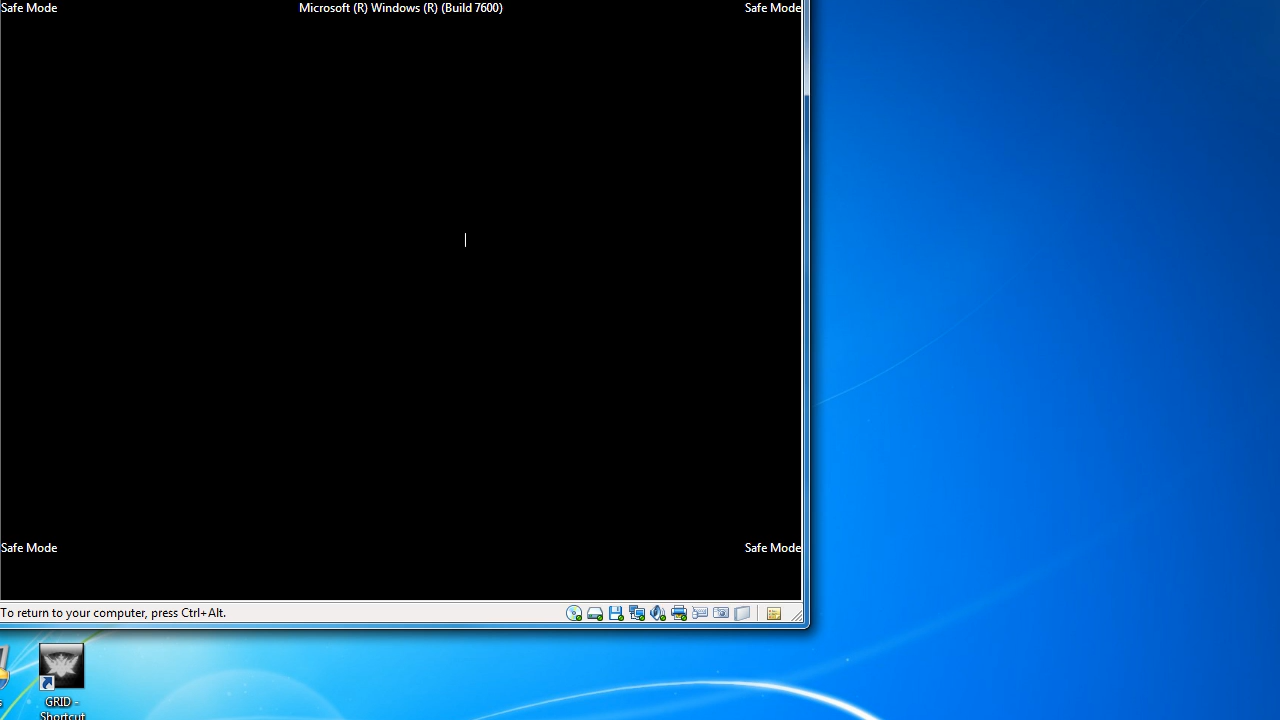 Safe Mode Microsoft (R) Windows (R) (Build 7600) Safe Mode
Safe Mode Safe Mode
To return to your computer, press Ctrl+Alt.
GRID -
Shortcut